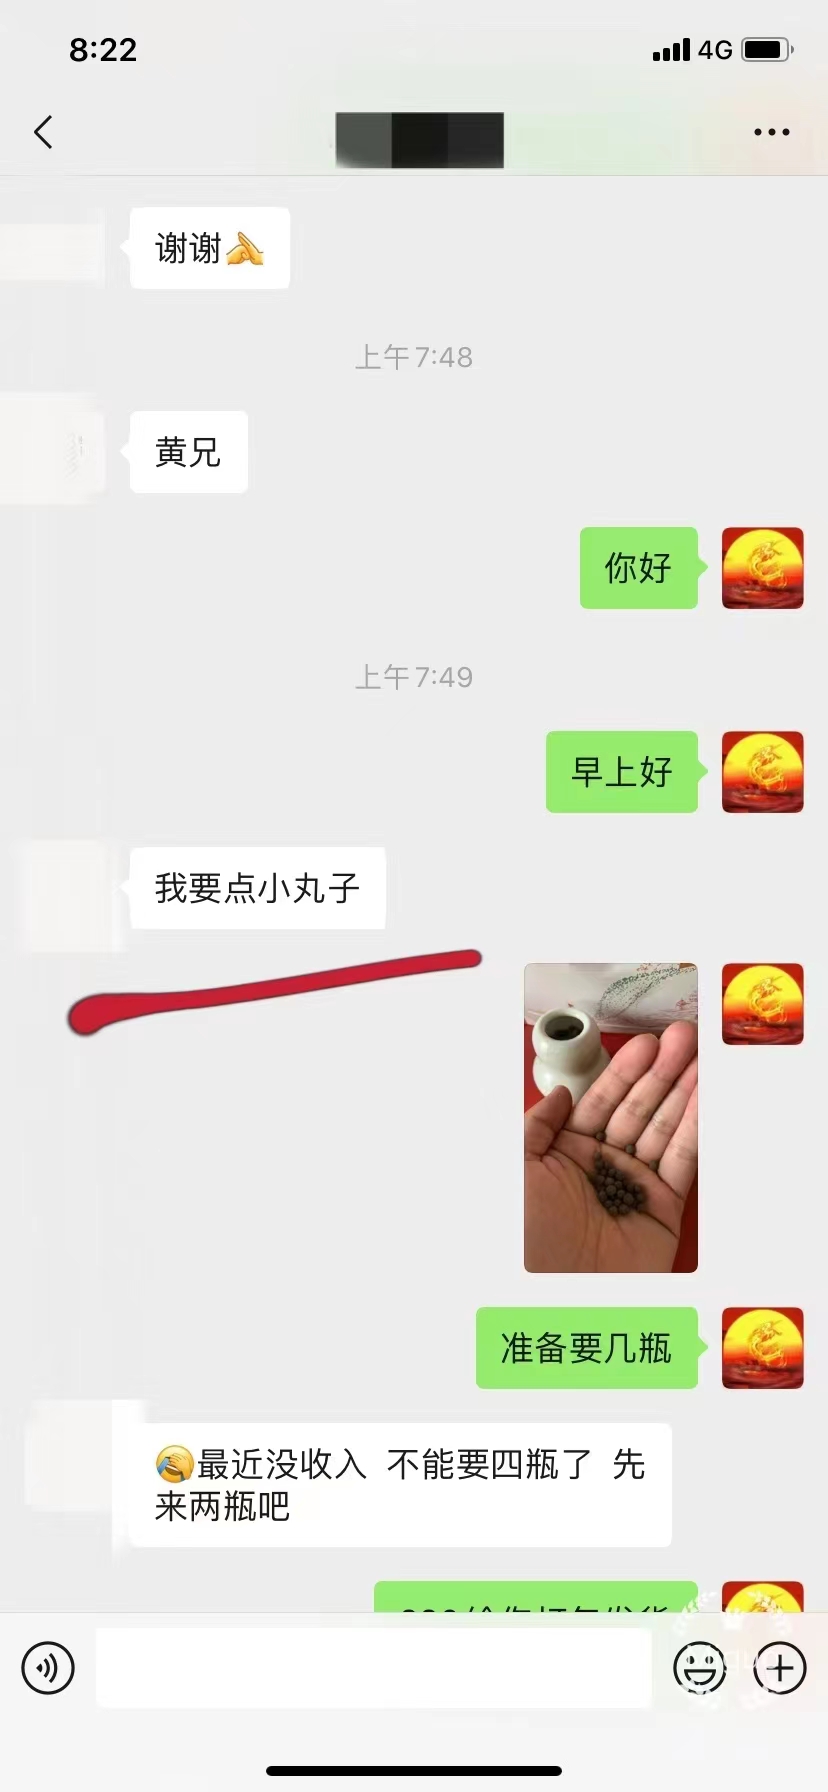 8:22
4G
谢谢
上午 7:48
黄兄
你好
上午 7:49
早上好
我要点小丸子
准备要几瓶
最近没收入 不能要四瓶了 先
来两瓶吧